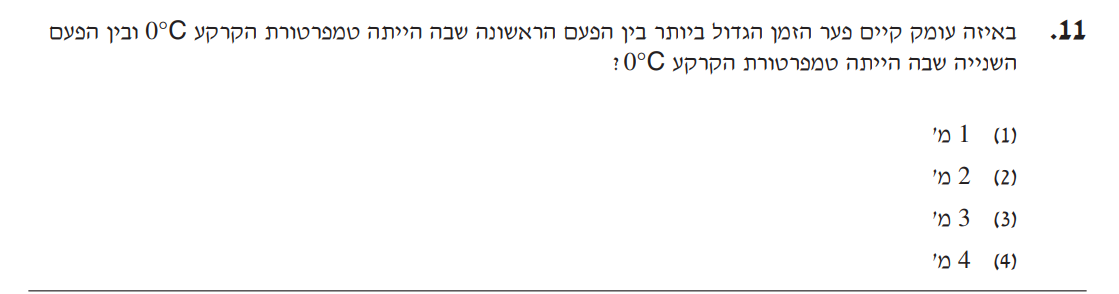 11. באיזה עומק קיים פער הזמן הגדול ביותר בין הפעם הראשונה שבה הייתה טמפרטורת הקרקע 0°C ובין הפעם
השנייה שבה הייתה טמפרטורת הקרקע 0°C?
(1) 1 מ'
(2) 2 מ'
(3) 3 מ'
(4) 4 מ'